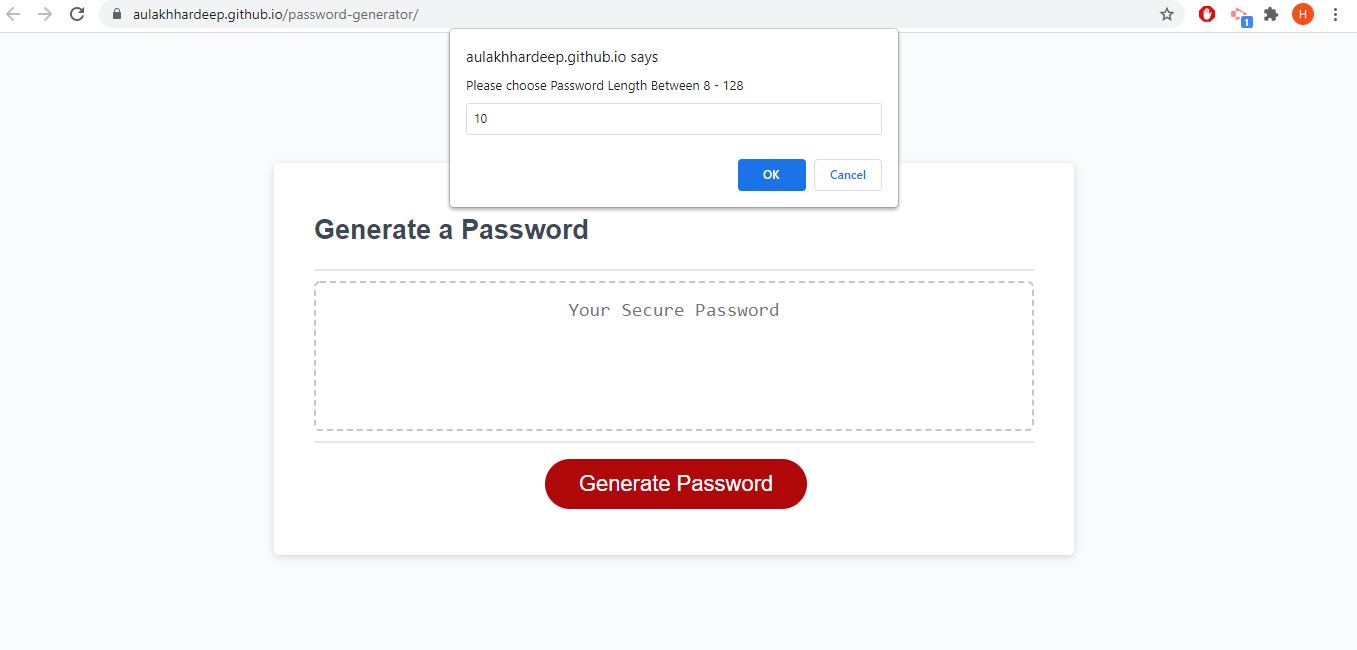 aulakhhardeep.github.io/password-generator/
1
H
aulakhhardeep.github.io says
Please choose Password Length Between 8 - 128
10
OK Cancel
Generate a Password
Your Secure Password
Generate Password